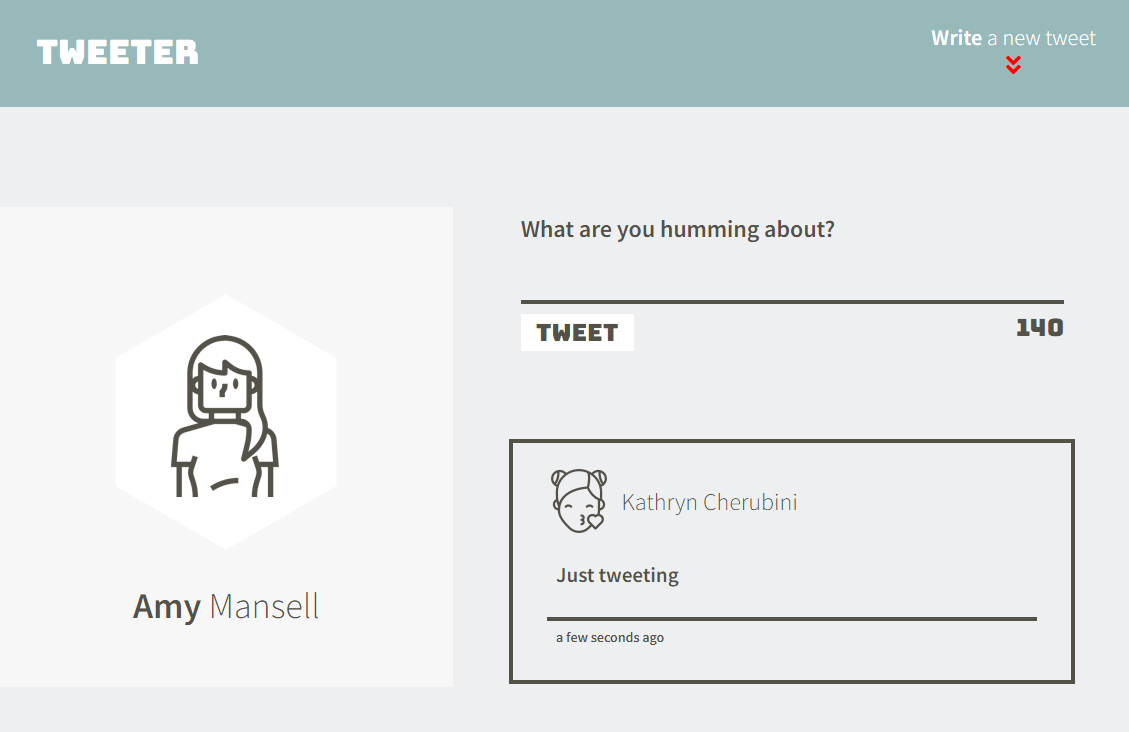 TWEETER
Write a new tweet
What are you humming about?
TWEET
140
Amy Mansell
Kathryn Cherubini
Just tweeting
a few seconds ago